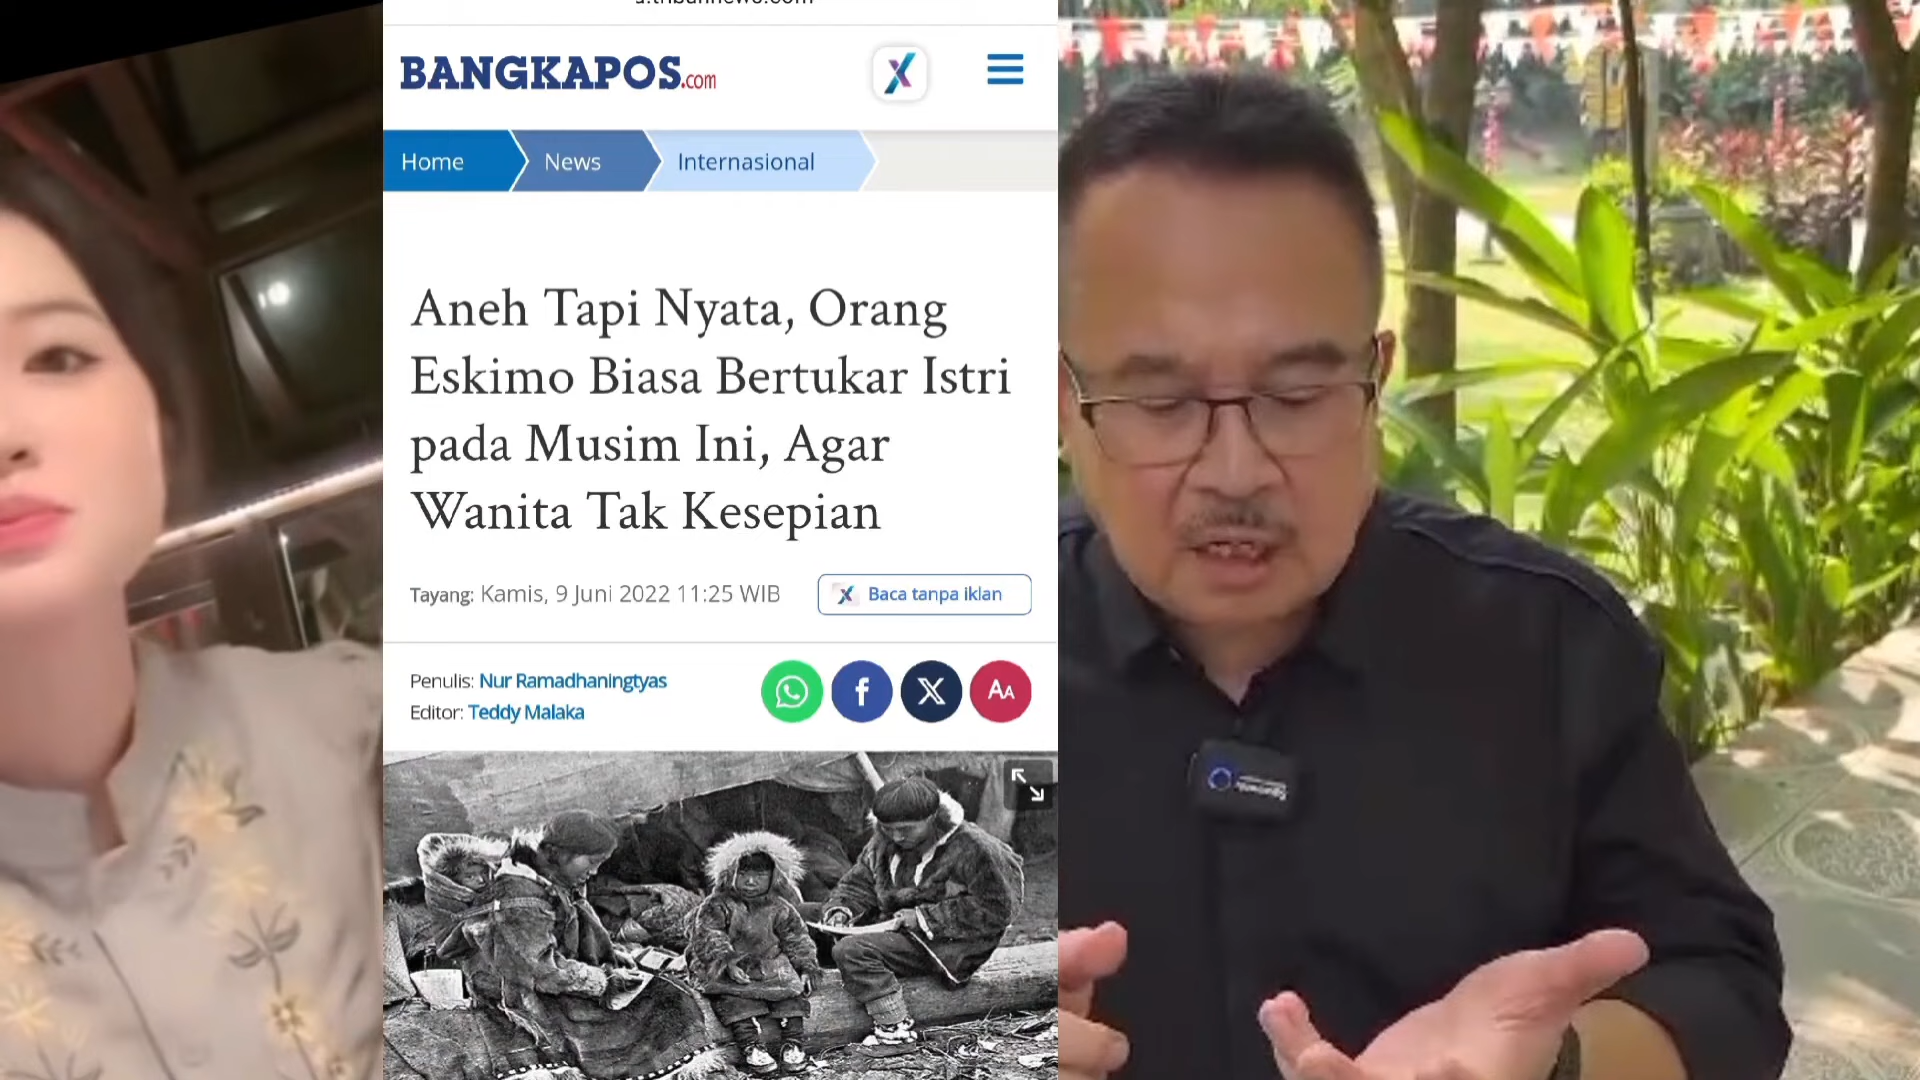 BANGKAPOS.com
Home
News
Internasional
Aneh Tapi Nyata, Orang
Eskimo Biasa Bertukar Istri
pada Musim Ini, Agar
Wanita Tak Kesepian
Tayang: Kamis, 9 Juni 2022 11:25 WIB
Baca tanpa iklan
Penulis: Nur Ramadhaningtyas
Editor: Teddy Malaka
AA